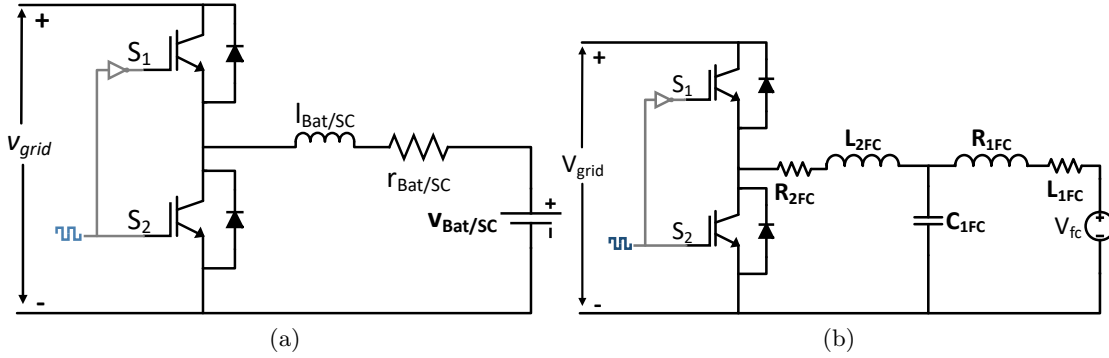 +
S1
lBat/SC
vgrid
rBat/SC
S2
vBat/SC
+
-
-
(a)
+
S1
L2FC
R1FC
Vgrid
R2FC
L1FC
S2
C1FC
Vfc
+
-
-
(b)